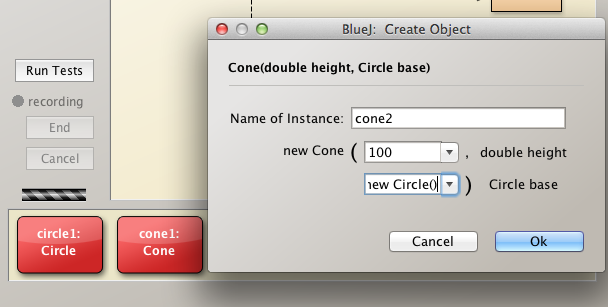 BlueJ: Create Object
Cone(double height, Circle base)
Run Tests
recording
End
Cancel
Name of Instance: cone2
new Cone ( 100 , double height
new Circle() ) Circle base
Cancel Ok
circle1:
Circle
cone1:
Cone